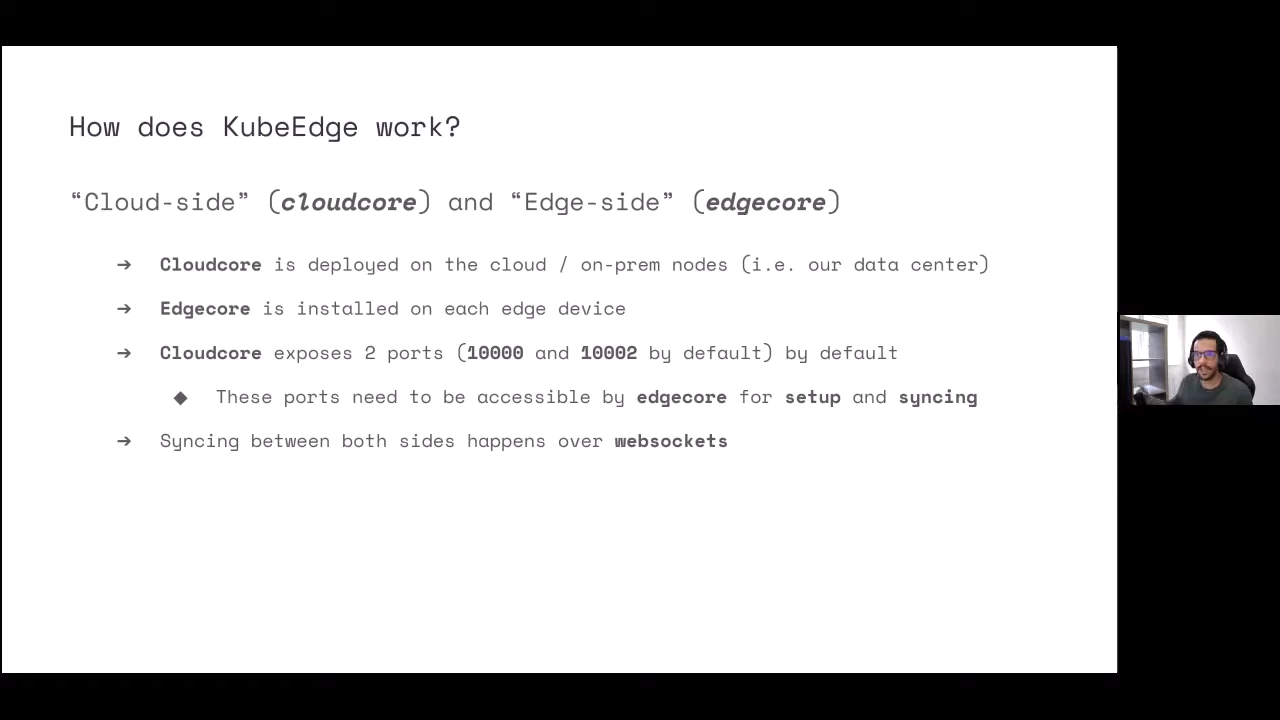 How does KubeEdge work?
“Cloud-side” (cloudcore) and “Edge-side” (edgecore)
➔ Cloudcore is deployed on the cloud / on-prem nodes (i.e. our data center)
➔ Edgecore is installed on each edge device
➔ Cloudcore exposes 2 ports (10000 and 10002 by default) by default
◆ These ports need to be accessible by edgecore for setup and syncing
➔ Syncing between both sides happens over websockets